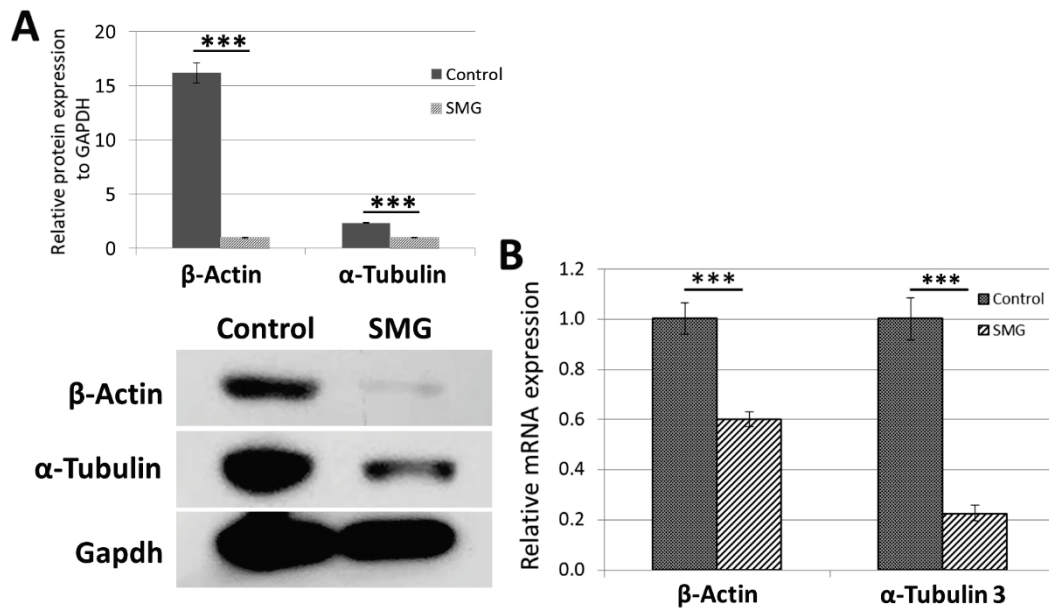 A
Relative protein expression
to GAPDH
20
15
10
5
0
***
***
Control
SMG
β-Actin
α-Tubulin
Control
SMG
β-Actin
α-Tubulin
Gapdh
B
Relative mRNA expression
1.2
1.0
0.8
0.6
0.4
0.2
0.0
***
***
Control
SMG
β-Actin
α-Tubulin 3